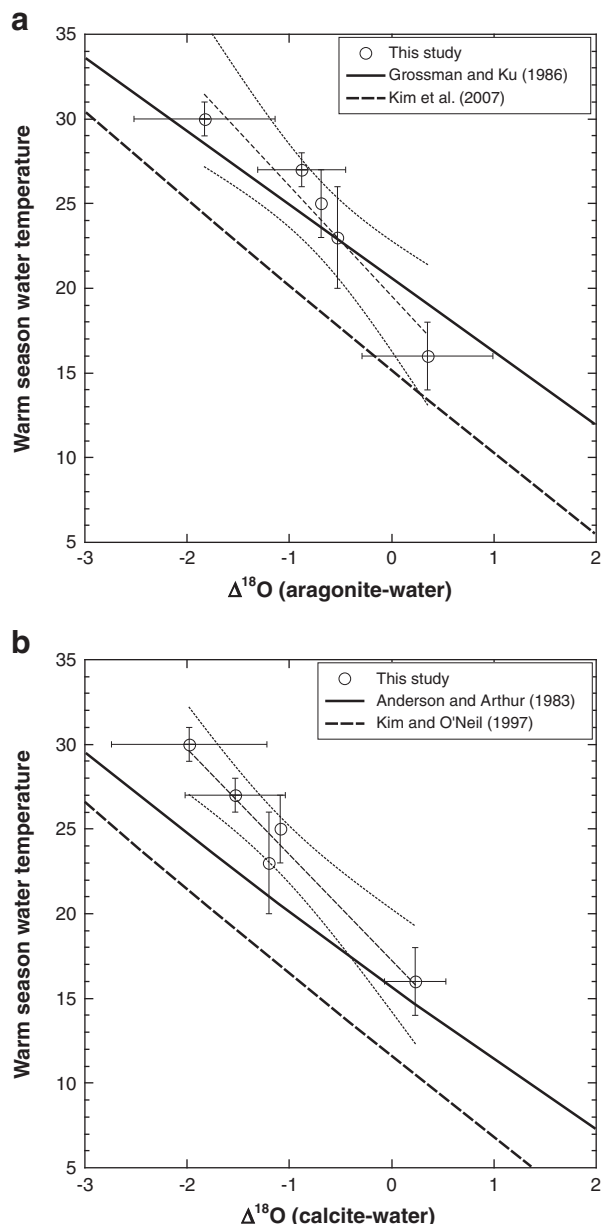 a
This study
Grossman and Ku (1986)
Kim et al. (2007)
Warm season water temperature
35
30
25
20
15
10
5
-3 -2 -1 0 1 2
Δ¹⁸O (aragonite-water)
b
This study
Anderson and Arthur (1983)
Kim and O'Neil (1997)
Warm season water temperature
35
30
25
20
15
10
5
-3 -2 -1 0 1 2
Δ¹⁸O (calcite-water)